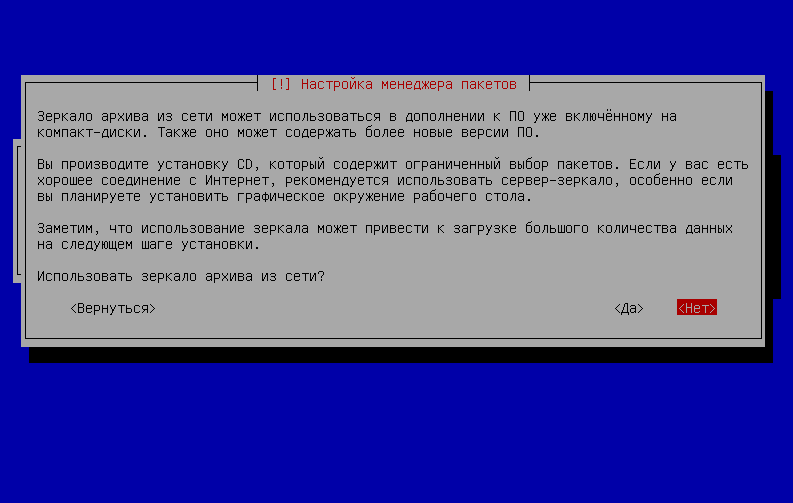 [!] Настройка менеджера пакетов
Зеркало архива из сети может использоваться в дополнении к ПО уже включённому на
компакт-диски. Также оно может содержать более новые версии ПО.
Вы производите установку CD, который содержит ограниченный выбор пакетов. Если у вас есть
хорошее соединение с Интернет, рекомендуется использовать сервер-зеркало, особенно если
вы планируете установить графическое окружение рабочего стола.
Заметим, что использование зеркала может привести к загрузке большого количества данных
на следующем шаге установки.
Использовать зеркало архива из сети?
<Вернуться> <Да> <Нет>